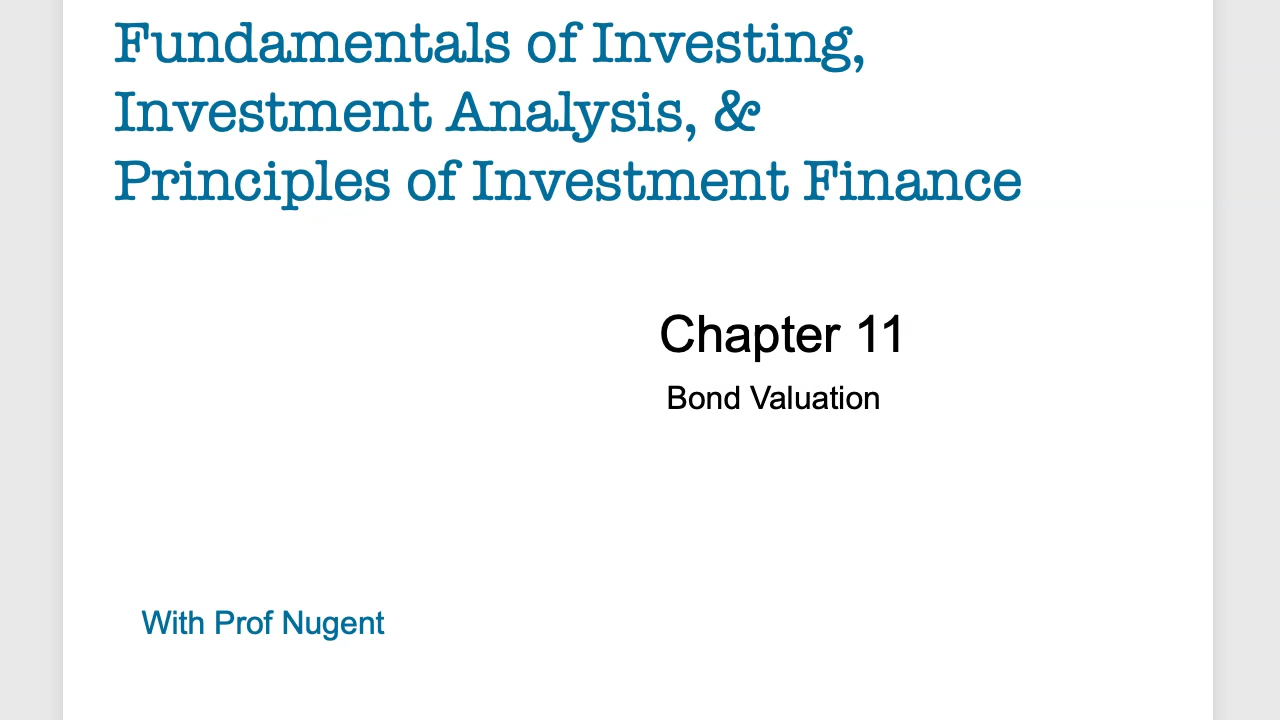 Fundamentals of Investing,
Investment Analysis, &
Principles of Investment Finance
Chapter 11
Bond Valuation
With Prof Nugent